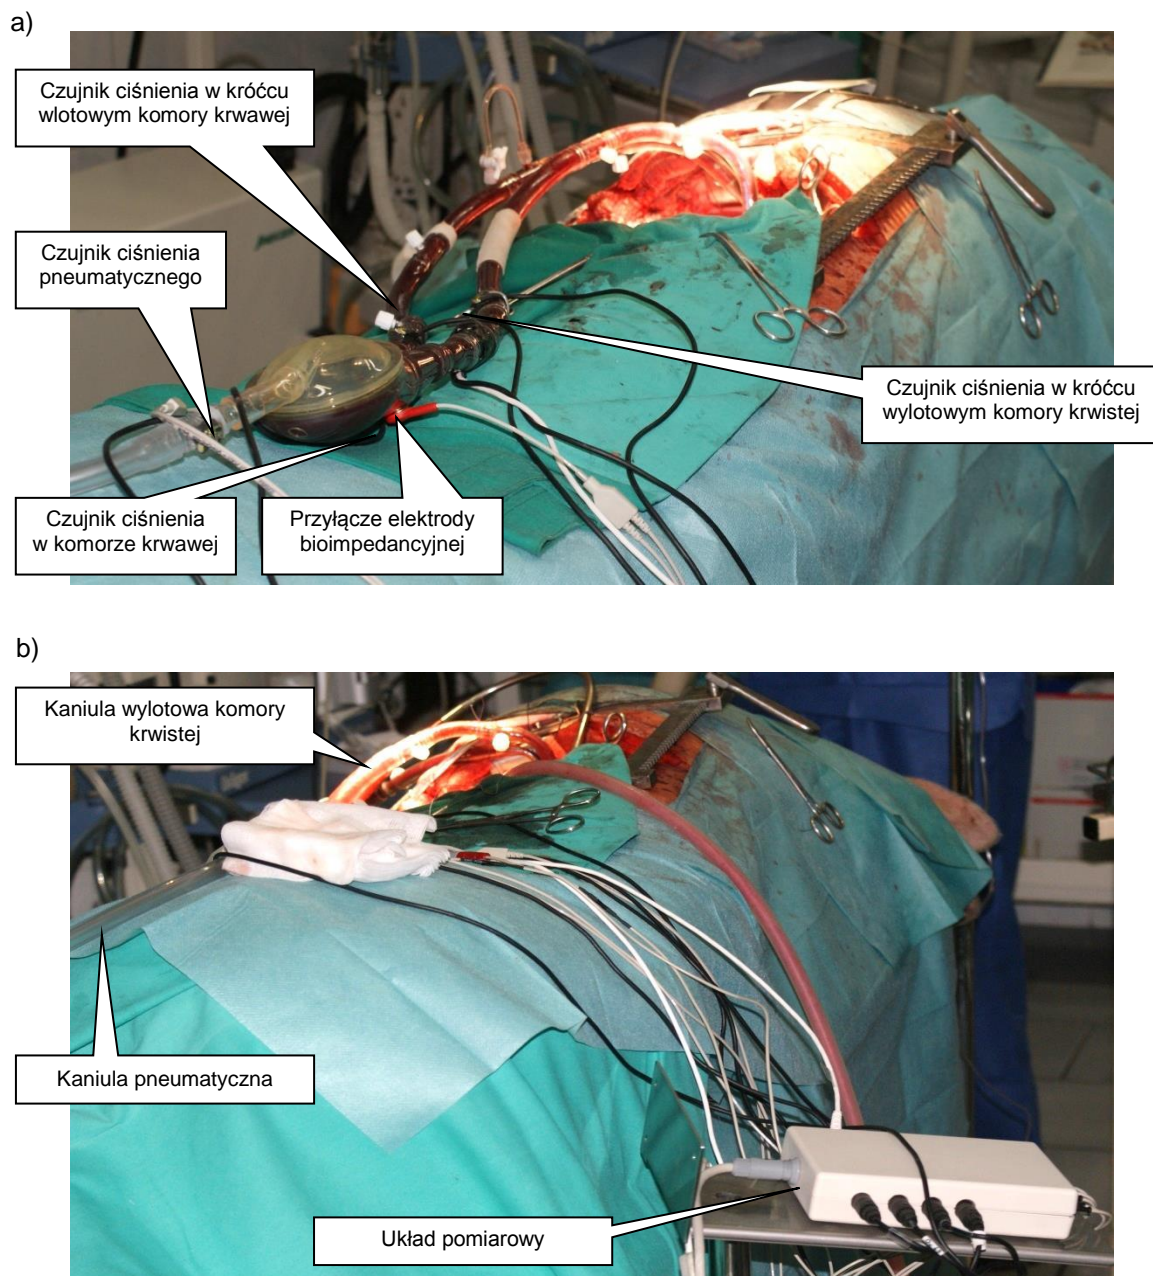 a)
Czujnik ciśnienia w króćcu
wlotowym komory krwawej
Czujnik ciśnienia
pneumatycznego
Czujnik ciśnienia w króćcu
wylotowym komory krwistej
Czujnik ciśnienia
w komorze krwawej
Przyłącze elektrody
bioimpedancyjnej
b)
Kaniula wylotowa komory
krwistej
Kaniula pneumatyczna
Układ pomiarowy